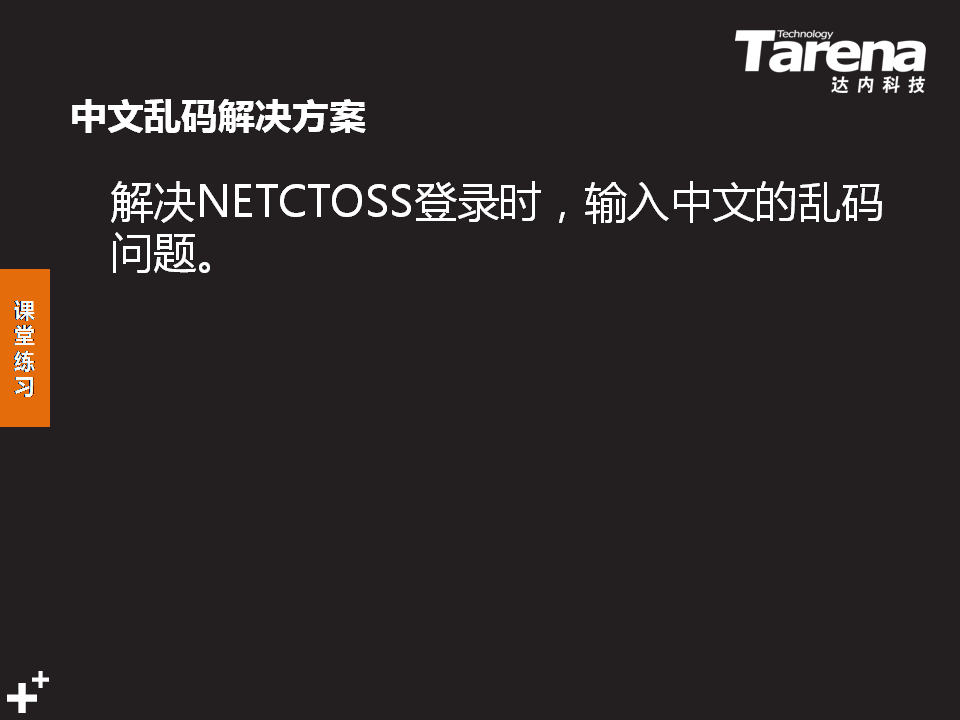 Technology
Tarena
达内科技
中文乱码解决方案
解决NETCTOSS登录时，输入中文的乱码
问题。
课
堂
练
习